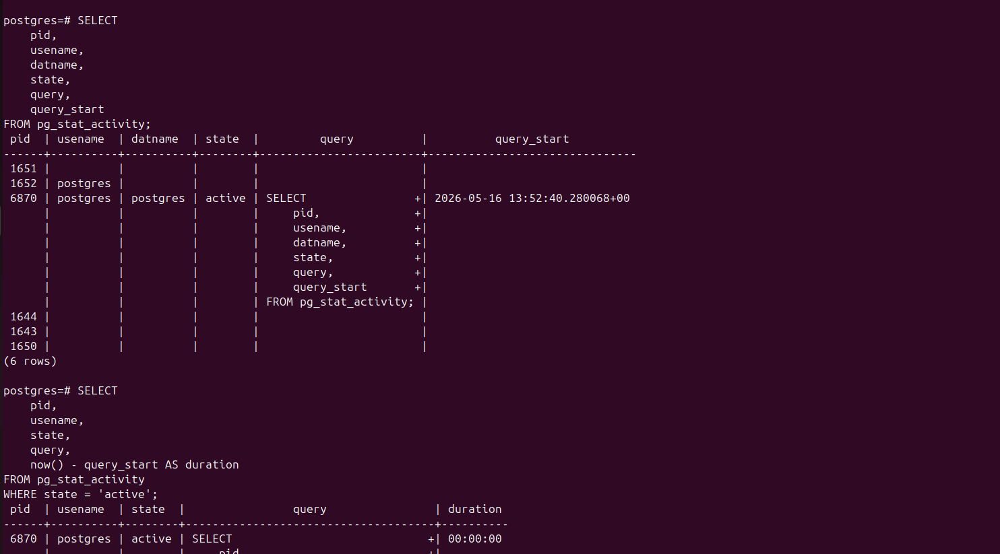 postgres=# SELECT
    pid,
    usename,
    datname,
    state,
    query,
    query_start
FROM pg_stat_activity;
 pid  | usename  | datname  | state  |         query          |          query_start
------+----------+----------+--------+------------------------+-------------------------------
 1651 |          |          |        |                        |
 1652 | postgres |          |        |                        |
 6870 | postgres | postgres | active | SELECT                +| 2026-05-16 13:52:40.280068+00
      |          |          |        |     pid,              +|
      |          |          |        |     usename,          +|
      |          |          |        |     datname,          +|
      |          |          |        |     state,            +|
      |          |          |        |     query,            +|
      |          |          |        |     query_start       +|
      |          |          |        | FROM pg_stat_activity; |
 1644 |          |          |        |                        |
 1643 |          |          |        |                        |
 1650 |          |          |        |                        |
(6 rows)

postgres=# SELECT
    pid,
    usename,
    state,
    query,
    now() - query_start AS duration
FROM pg_stat_activity
WHERE state = 'active';
 pid  | usename  | state  |                query                | duration
------+----------+--------+-------------------------------------+----------
 6870 | postgres | active | SELECT                             +| 00:00:00
      |          |        |     pid                            +|